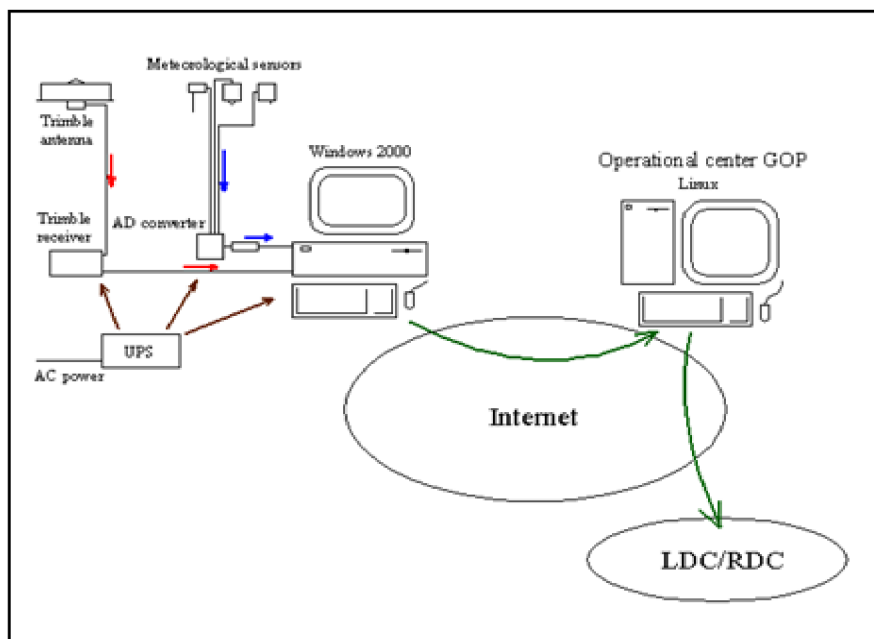 Meteorological sensors
Trimble
antenna
Windows 2000
Operational center GOP
Linux
Trimble
receiver
AD converter
UPS
AC power
Internet
LDC/RDC